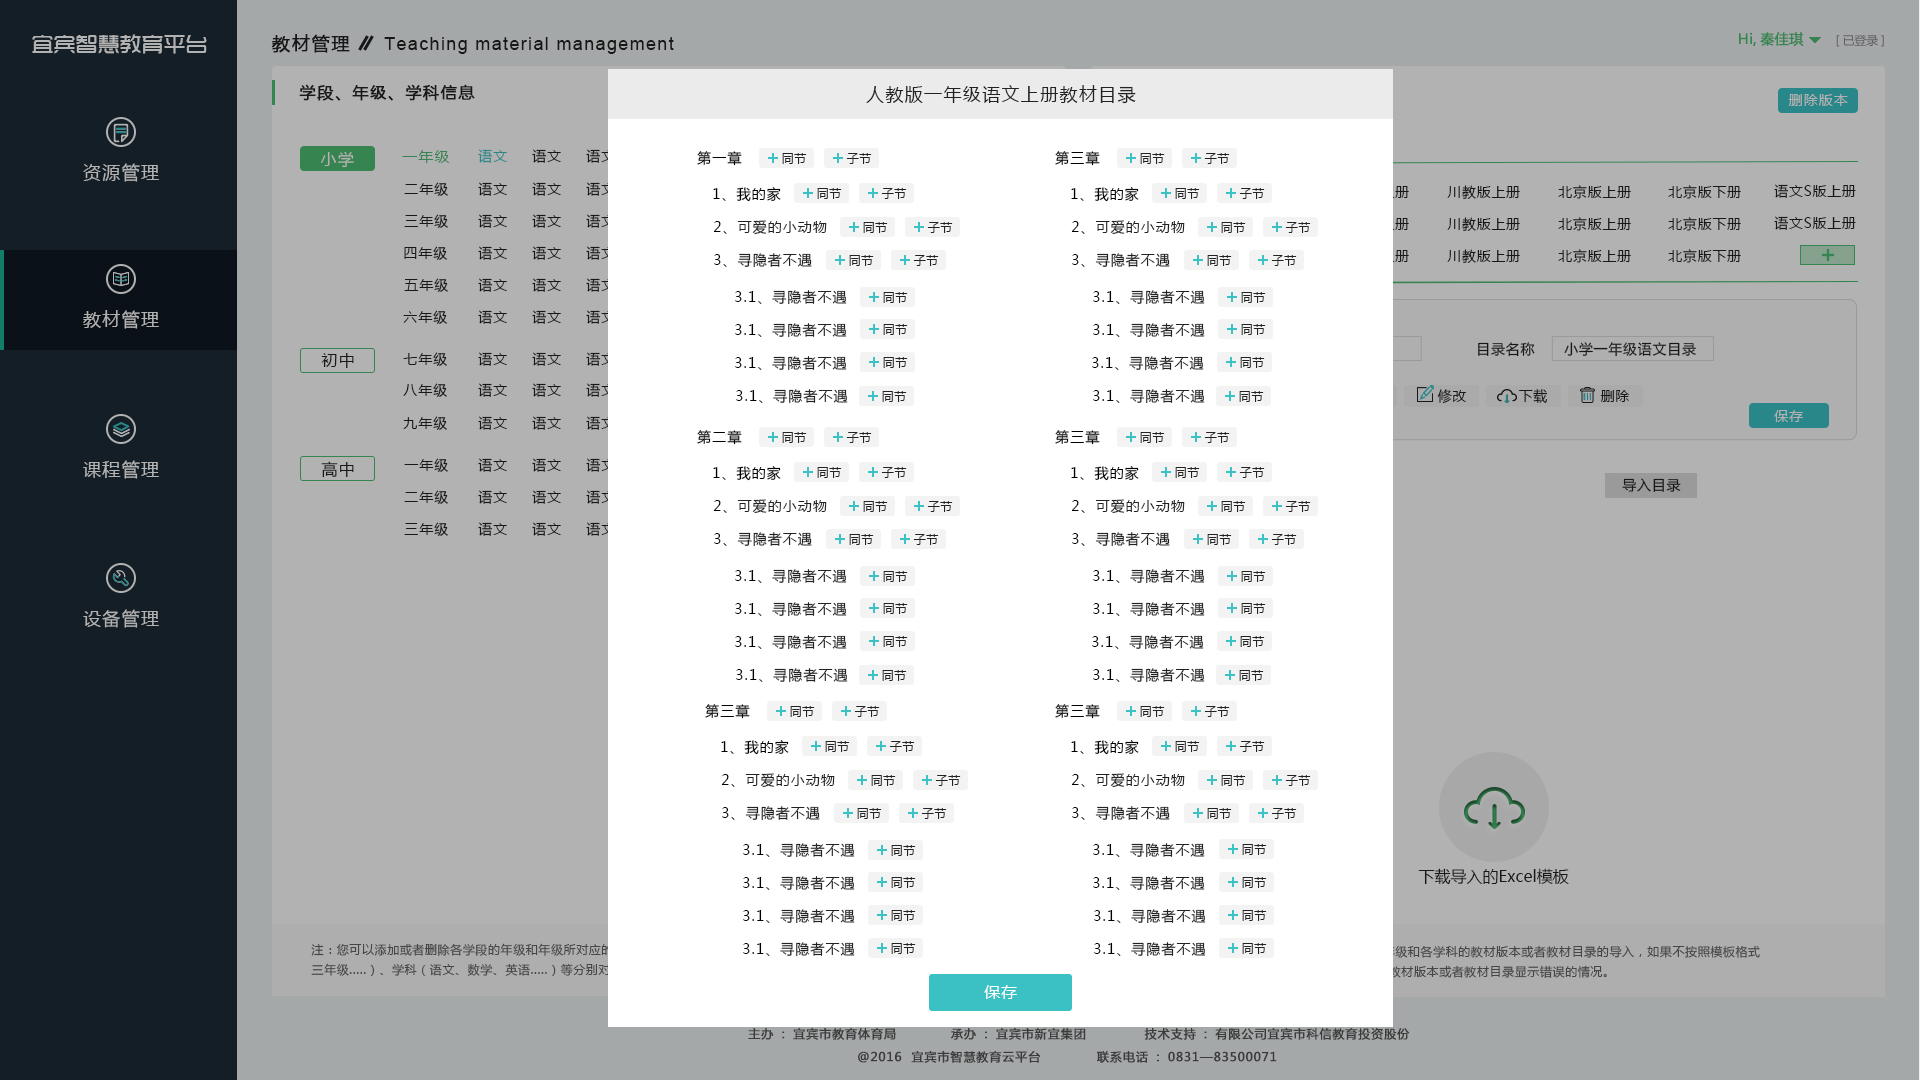 宜宾智慧教育平台
资源管理
教材管理
课程管理
设备管理
教材管理 // Teaching material management
Hi, 秦佳琪 [ 已登录 ]
学段、年级、学科信息
小学 一年级 语文 语文
二年级 语文 语文
三年级 语文 语文
四年级 语文 语文
五年级 语文 语文
六年级 语文 语文
初中 七年级 语文 语文
八年级 语文 语文
九年级 语文 语文
高中 一年级 语文 语文
二年级 语文 语文
三年级 语文 语文
注：您可以添加或者删除各学段的年级和年级所对应的
三年级.....）、学科（语文、数学、英语.....）等分别对
人教版一年级语文上册教材目录
第一章 +同节 +子节
1、我的家 +同节 +子节
2、可爱的小动物 +同节 +子节
3、寻隐者不遇 +同节 +子节
3.1、寻隐者不遇 +同节
3.1、寻隐者不遇 +同节
3.1、寻隐者不遇 +同节
3.1、寻隐者不遇 +同节
第二章 +同节 +子节
1、我的家 +同节 +子节
2、可爱的小动物 +同节 +子节
3、寻隐者不遇 +同节 +子节
3.1、寻隐者不遇 +同节
3.1、寻隐者不遇 +同节
3.1、寻隐者不遇 +同节
3.1、寻隐者不遇 +同节
第三章 +同节 +子节
1、我的家 +同节 +子节
2、可爱的小动物 +同节 +子节
3、寻隐者不遇 +同节 +子节
3.1、寻隐者不遇 +同节
3.1、寻隐者不遇 +同节
3.1、寻隐者不遇 +同节
3.1、寻隐者不遇 +同节
第三章 +同节 +子节
1、我的家 +同节 +子节
2、可爱的小动物 +同节 +子节
3、寻隐者不遇 +同节 +子节
3.1、寻隐者不遇 +同节
3.1、寻隐者不遇 +同节
3.1、寻隐者不遇 +同节
3.1、寻隐者不遇 +同节
第三章 +同节 +子节
1、我的家 +同节 +子节
2、可爱的小动物 +同节 +子节
3、寻隐者不遇 +同节 +子节
3.1、寻隐者不遇 +同节
3.1、寻隐者不遇 +同节
3.1、寻隐者不遇 +同节
3.1、寻隐者不遇 +同节
第三章 +同节 +子节
1、我的家 +同节 +子节
2、可爱的小动物 +同节 +子节
3、寻隐者不遇 +同节 +子节
3.1、寻隐者不遇 +同节
3.1、寻隐者不遇 +同节
3.1、寻隐者不遇 +同节
3.1、寻隐者不遇 +同节
保存
删除版本
册 川教版上册 北京版上册 北京版下册 语文S版上册
册 川教版上册 北京版上册 北京版下册 语文S版上册
册 川教版上册 北京版上册 北京版下册 +
目录名称 小学一年级语文目录
修改 下载 删除
保存
导入目录
下载导入的Excel模板
级和各学科的教材版本或者教材目录的导入，如果不按照模板格式
教材版本或者教材目录显示错误的情况。
主办 ： 宜宾市教育体育局 承办 ： 宜宾市新宜集团 技术支持 ： 有限公司宜宾市科信教育投资股份
@2016 宜宾市智慧教育云平台 联系电话 ： 0831—83500071